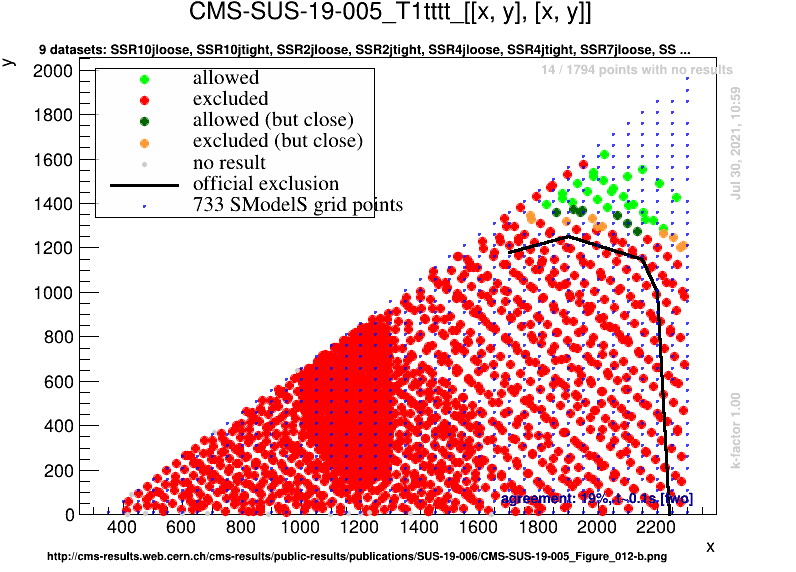 CMS-SUS-19-005_T1tttt_[[x, y], [x, y]]
9 datasets: SSR10jloose, SSR10jtight, SSR2jloose, SSR2jtight, SSR4jloose, SSR4jtight, SSR7jloose, SS ...
y
14 / 1794 points with no results
allowed
excluded
allowed (but close)
excluded (but close)
no result
official exclusion
733 SModelS grid points
2000
1800
1600
1400
1200
1000
800
600
400
200
0
Jul 30, 2021, 10:59
k-factor 1.00
agreement: 19%, t~0.1s [two]
400 600 800 1000 1200 1400 1600 1800 2000 2200
x
http://cms-results.web.cern.ch/cms-results/public-results/publications/SUS-19-006/CMS-SUS-19-005_Figure_012-b.png